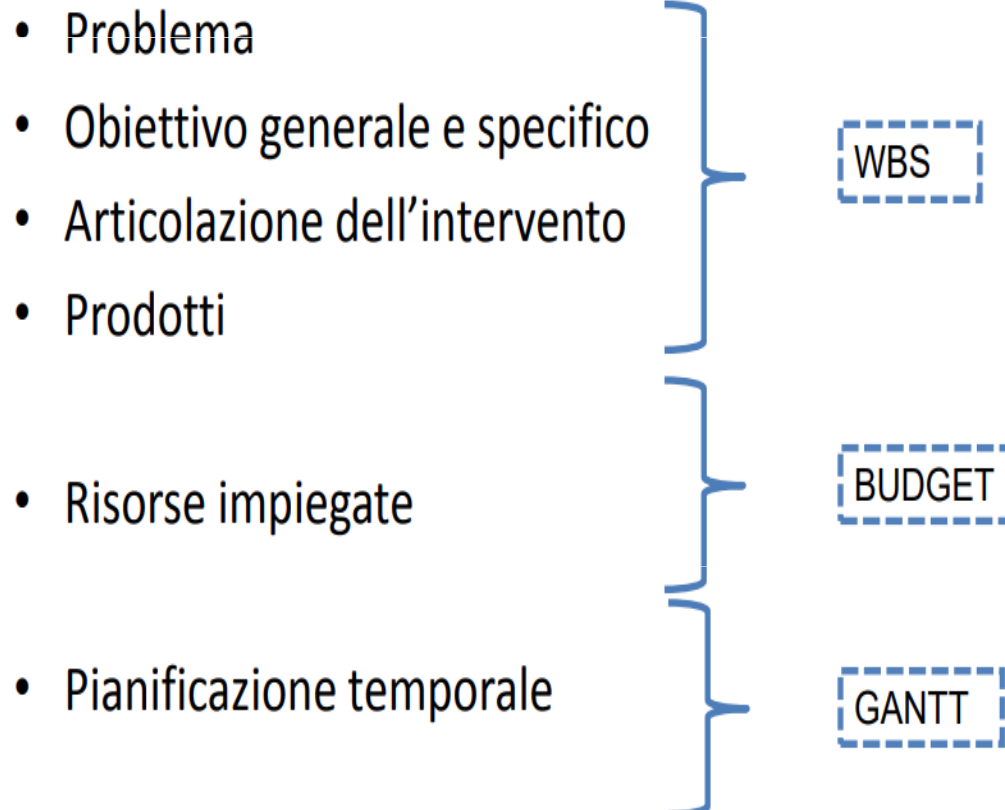 • Problema
• Obiettivo generale e specifico
WBS
• Articolazione dell'intervento
• Prodotti
• Risorse impiegate
BUDGET
• Pianificazione temporale
GANTT